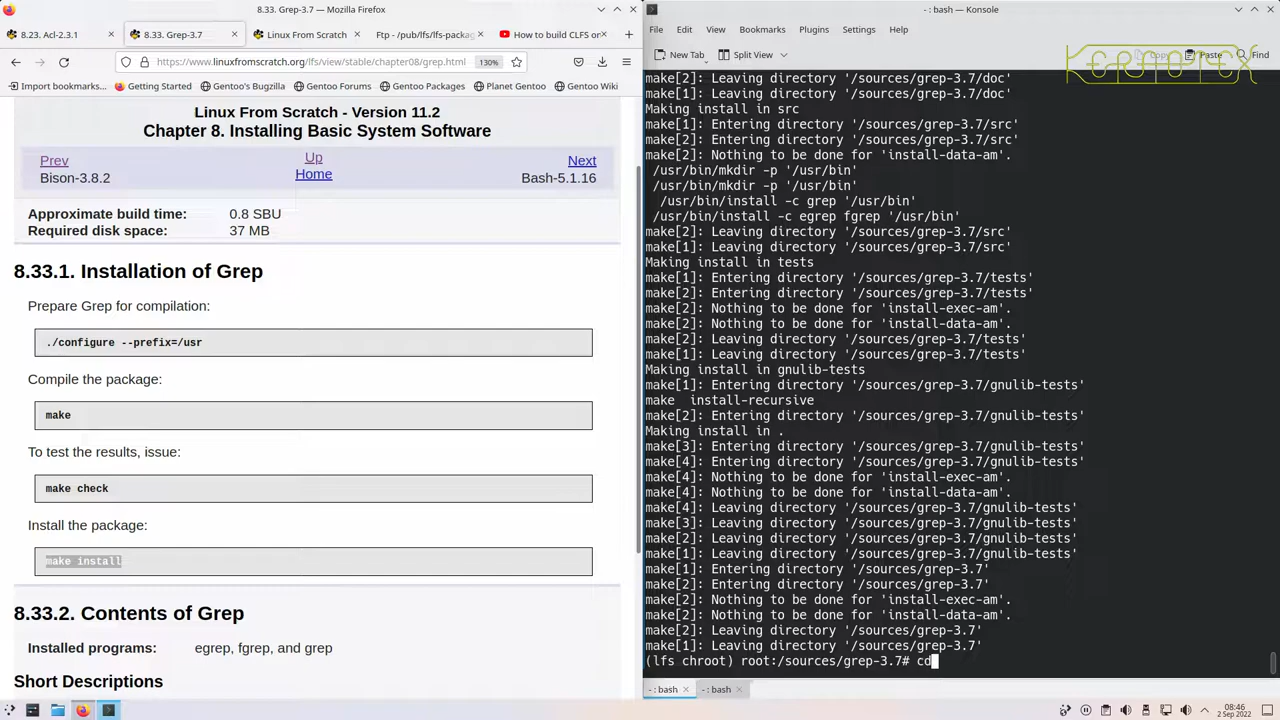 8.33. Grep-3.7 — Mozilla Firefox
8.23. Acl-2.3.1
8.33. Grep-3.7
Linux From Scratch
Ftp - /pub/lfs/lfs-packag
How to build CLFS on
https://www.linuxfromscratch.org/lfs/view/stable/chapter08/grep.html
130%
Import bookmarks...
Getting Started
Gentoo's Bugzilla
Gentoo Forums
Gentoo Packages
Planet Gentoo
Gentoo Wiki
Linux From Scratch - Version 11.2
Chapter 8. Installing Basic System Software
Prev
Up
Next
Bison-3.8.2
Home
Bash-5.1.16
Approximate build time: 0.8 SBU
Required disk space: 37 MB
8.33.1. Installation of Grep
Prepare Grep for compilation:
./configure --prefix=/usr
Compile the package:
make
To test the results, issue:
make check
Install the package:
make install
8.33.2. Contents of Grep
Installed programs: egrep, fgrep, and grep
Short Descriptions
- : bash — Konsole
File Edit View Bookmarks Plugins Settings Help
New Tab
Split View
Copy
Paste
Find
KERNOTEX
make[2]: Leaving directory '/sources/grep-3.7/doc'
make[1]: Leaving directory '/sources/grep-3.7/doc'
Making install in src
make[1]: Entering directory '/sources/grep-3.7/src'
make[2]: Entering directory '/sources/grep-3.7/src'
make[2]: Nothing to be done for 'install-data-am'.
/usr/bin/mkdir -p '/usr/bin'
/usr/bin/mkdir -p '/usr/bin'
/usr/bin/install -c grep '/usr/bin'
/usr/bin/install -c egrep fgrep '/usr/bin'
make[2]: Leaving directory '/sources/grep-3.7/src'
make[1]: Leaving directory '/sources/grep-3.7/src'
Making install in tests
make[1]: Entering directory '/sources/grep-3.7/tests'
make[2]: Entering directory '/sources/grep-3.7/tests'
make[2]: Nothing to be done for 'install-exec-am'.
make[2]: Nothing to be done for 'install-data-am'.
make[2]: Leaving directory '/sources/grep-3.7/tests'
make[1]: Leaving directory '/sources/grep-3.7/tests'
Making install in gnulib-tests
make[1]: Entering directory '/sources/grep-3.7/gnulib-tests'
make  install-recursive
make[2]: Entering directory '/sources/grep-3.7/gnulib-tests'
Making install in .
make[3]: Entering directory '/sources/grep-3.7/gnulib-tests'
make[4]: Entering directory '/sources/grep-3.7/gnulib-tests'
make[4]: Nothing to be done for 'install-exec-am'.
make[4]: Nothing to be done for 'install-data-am'.
make[4]: Leaving directory '/sources/grep-3.7/gnulib-tests'
make[3]: Leaving directory '/sources/grep-3.7/gnulib-tests'
make[2]: Leaving directory '/sources/grep-3.7/gnulib-tests'
make[1]: Leaving directory '/sources/grep-3.7/gnulib-tests'
make[1]: Entering directory '/sources/grep-3.7'
make[2]: Entering directory '/sources/grep-3.7'
make[2]: Nothing to be done for 'install-exec-am'.
make[2]: Nothing to be done for 'install-data-am'.
make[2]: Leaving directory '/sources/grep-3.7'
make[1]: Leaving directory '/sources/grep-3.7'
(lfs chroot) root:/sources/grep-3.7# cd
- : bash
- : bash
08:46
2 Sep 2022